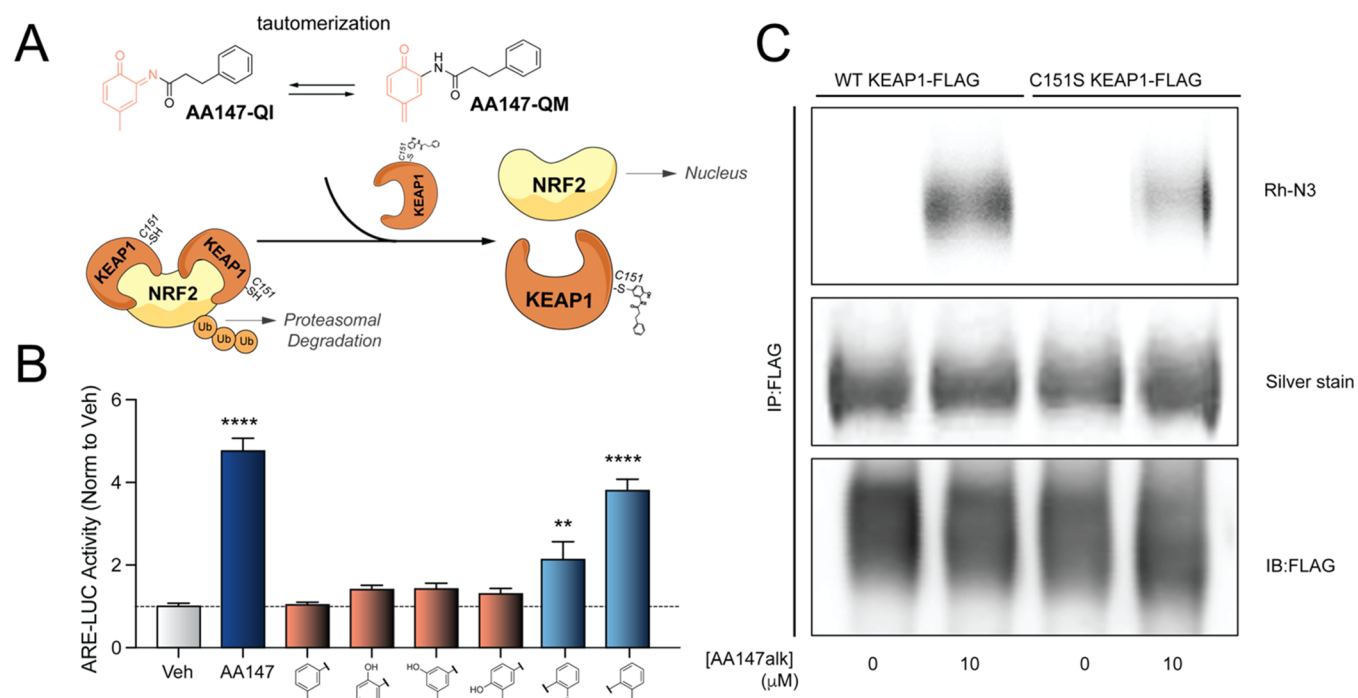 A
tautomerization
O
N
O
AA147-QI
O
H
N
O
AA147-QM
C151
S
KEAP1
NRF2
Nucleus
C151
-SH
KEAP1
KEAP1
NRF2
C151
-SH
Ub
Ub
Ub
Proteasomal
Degradation
KEAP1
C151
-S
B
ARE-LUC Activity (Norm to Veh)
6
4
2
0
****
**
****
Veh
AA147
OH
HO
HO
C
WT KEAP1-FLAG
C151S KEAP1-FLAG
Rh-N3
IP:FLAG
Silver stain
IB:FLAG
[AA147alk]
(μM)
0
10
0
10